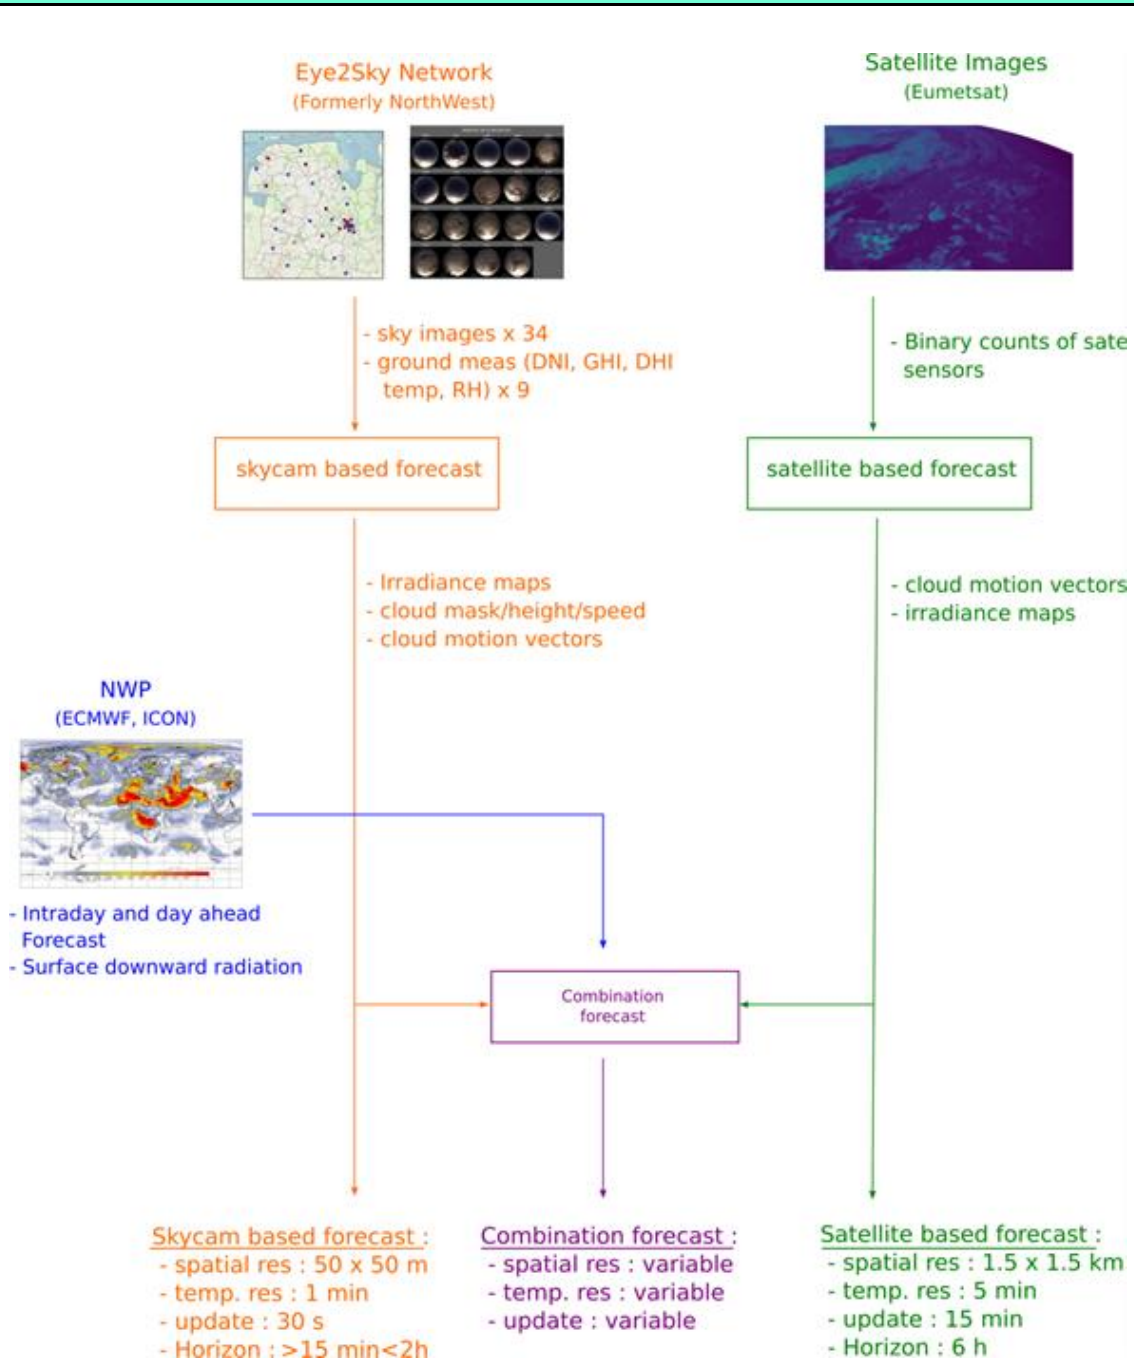 Eye2Sky Network
(Formerly NorthWest)
Satellite Images
(Eumetsat)
- sky images x 34
- ground meas (DNI, GHI, DHI
temp, RH) x 9
- Binary counts of sate
sensors
skycam based forecast
satellite based forecast
- Irradiance maps
- cloud mask/height/speed
- cloud motion vectors
- cloud motion vectors
- irradiance maps
NWP
(ECMWF, ICON)
- Intraday and day ahead
Forecast
- Surface downward radiation
Combination
forecast
Skycam based forecast :
- spatial res : 50 x 50 m
- temp. res : 1 min
- update : 30 s
- Horizon : >15 min<2h
Combination forecast :
- spatial res : variable
- temp. res : variable
- update : variable
Satellite based forecast :
- spatial res : 1.5 x 1.5 km
- temp. res : 5 min
- update : 15 min
- Horizon : 6 h